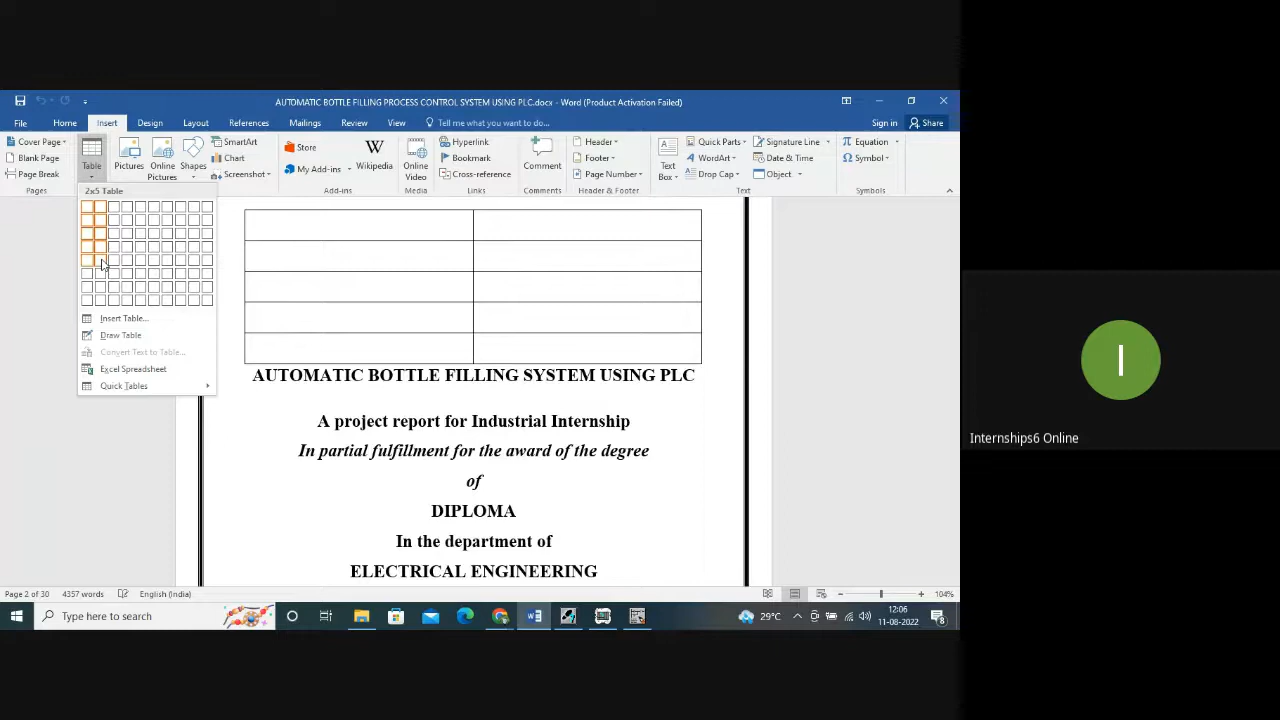 AUTOMATIC BOTTLE FILLING PROCESS CONTROL SYSTEM USING PLC.docx - Word (Product Activation Failed)
File Home Insert Design Layout References Mailings Review View Tell me what you want to do... Sign in Share
Cover Page
Blank Page
Page Break
Pages
Table
Pictures
Online Pictures
Shapes
SmartArt
Chart
Screenshot
Store
My Add-ins
Wikipedia
Add-ins
Online Video
Media
Hyperlink
Bookmark
Cross-reference
Links
Comment
Comments
Header
Footer
Page Number
Header & Footer
Text Box
Quick Parts
WordArt
Drop Cap
Signature Line
Date & Time
Object
Text
Equation
Symbol
Symbols
2x5 Table
Insert Table...
Draw Table
Convert Text to Table...
Excel Spreadsheet
Quick Tables
AUTOMATIC BOTTLE FILLING SYSTEM USING PLC
A project report for Industrial Internship
In partial fulfillment for the award of the degree
of
DIPLOMA
In the department of
ELECTRICAL ENGINEERING
I
Internships6 Online
Page 2 of 30 4357 words English (India) 104%
Type here to search
29°C
12:06
11-08-2022
8